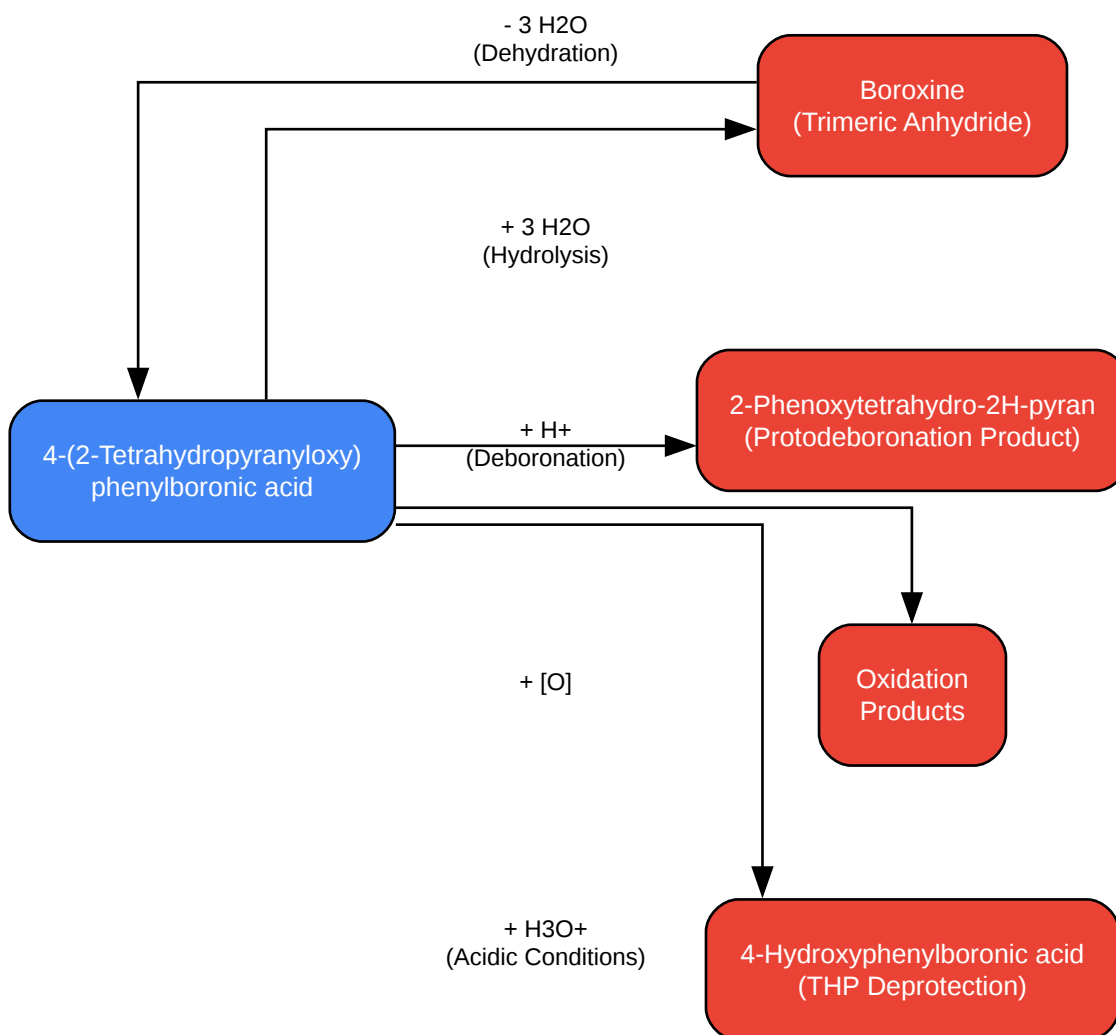 - 3 H2O
(Dehydration)
Boroxine
(Trimeric Anhydride)
+ 3 H2O
(Hydrolysis)
2-Phenoxytetrahydro-2H-pyran
(Protodeboronation Product)
+ H+
(Deboronation)
4-(2-Tetrahydropyranyloxy)
phenylboronic acid
+ [O]
Oxidation
Products
+ H3O+
(Acidic Conditions)
4-Hydroxyphenylboronic acid
(THP Deprotection)